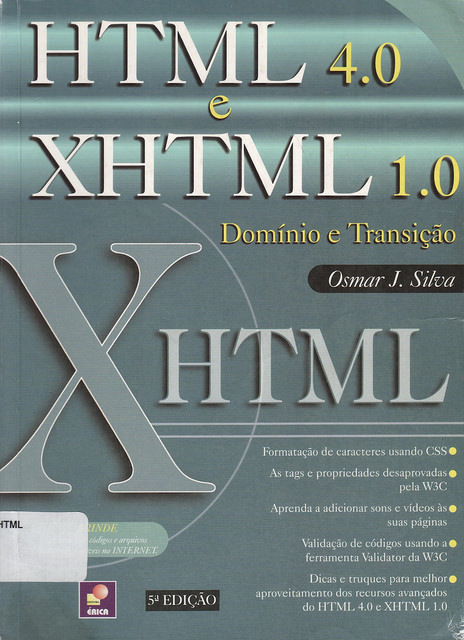 HTML 4.0
e
XHTML 1.0
Domínio e Transição
Osmar J. Silva
XHTML
Formatação de caracteres usando CSS
As tags e propriedades desaprovadas
pela W3C
Aprenda a adicionar sons e vídeos às
suas páginas
Validação de códigos usando a
ferramenta Validator da W3C
Dicas e truques para melhor
aproveitamento dos recursos avançados
do HTML 4.0 e XHTML 1.0
HTML
RINDE
códigos e arquivos
na INTERNET.
ÉRICA
5ª EDIÇÃO